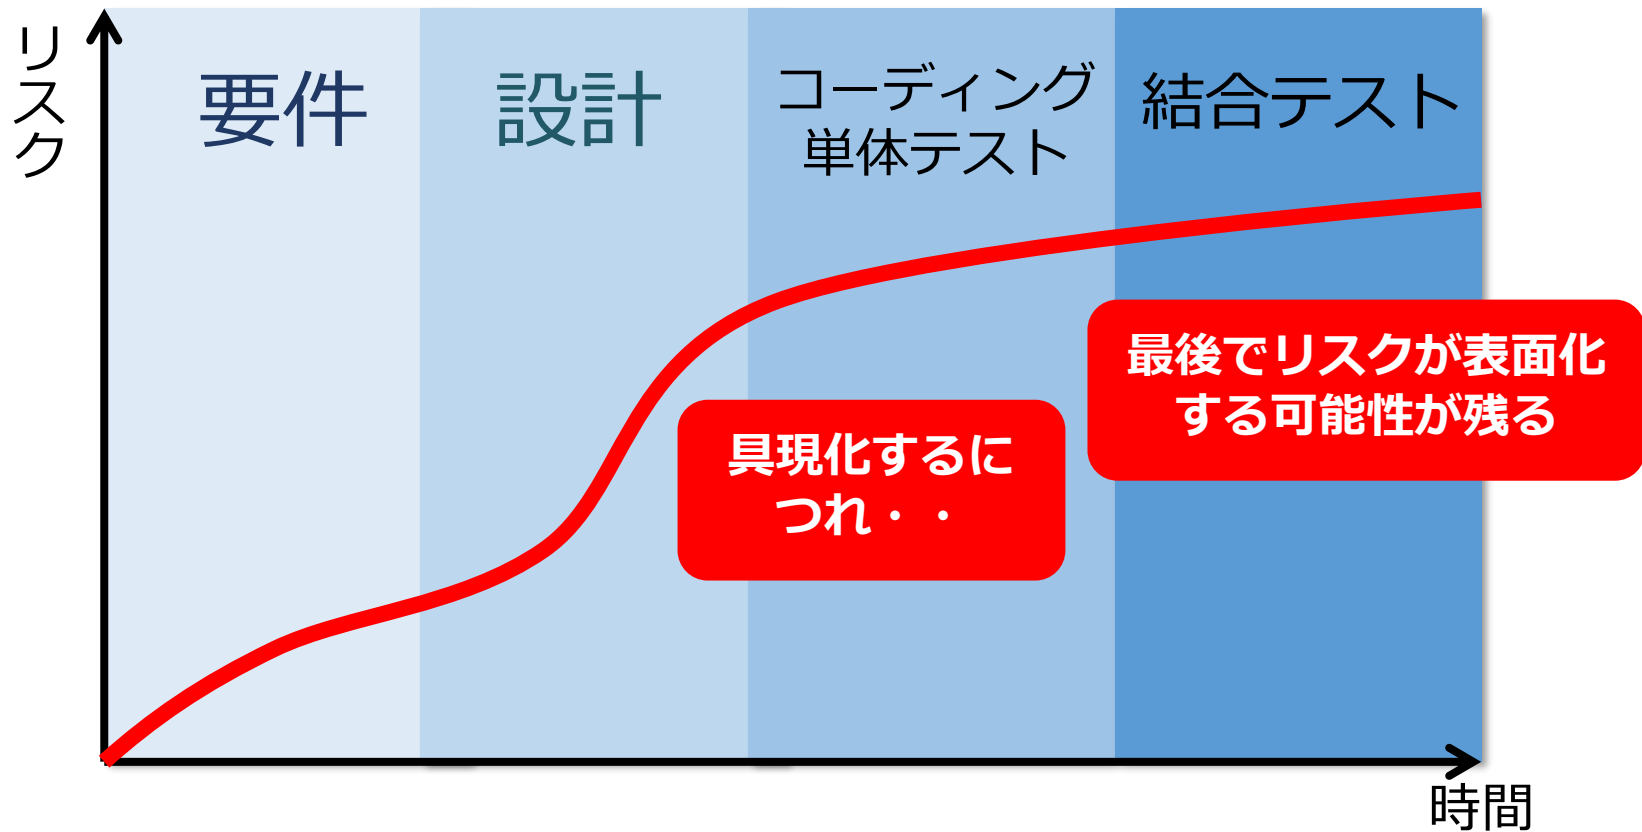 リスク
要件
設計
コーディング
単体テスト
結合テスト
最後でリスクが表面化
する可能性が残る
具現化するに
つれ・・
時間